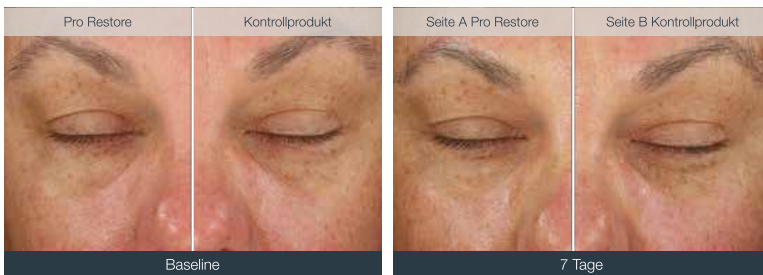 Pro Restore
Kontrollprodukt
Seite A Pro Restore
Seite B Kontrollprodukt
Baseline
7 Tage